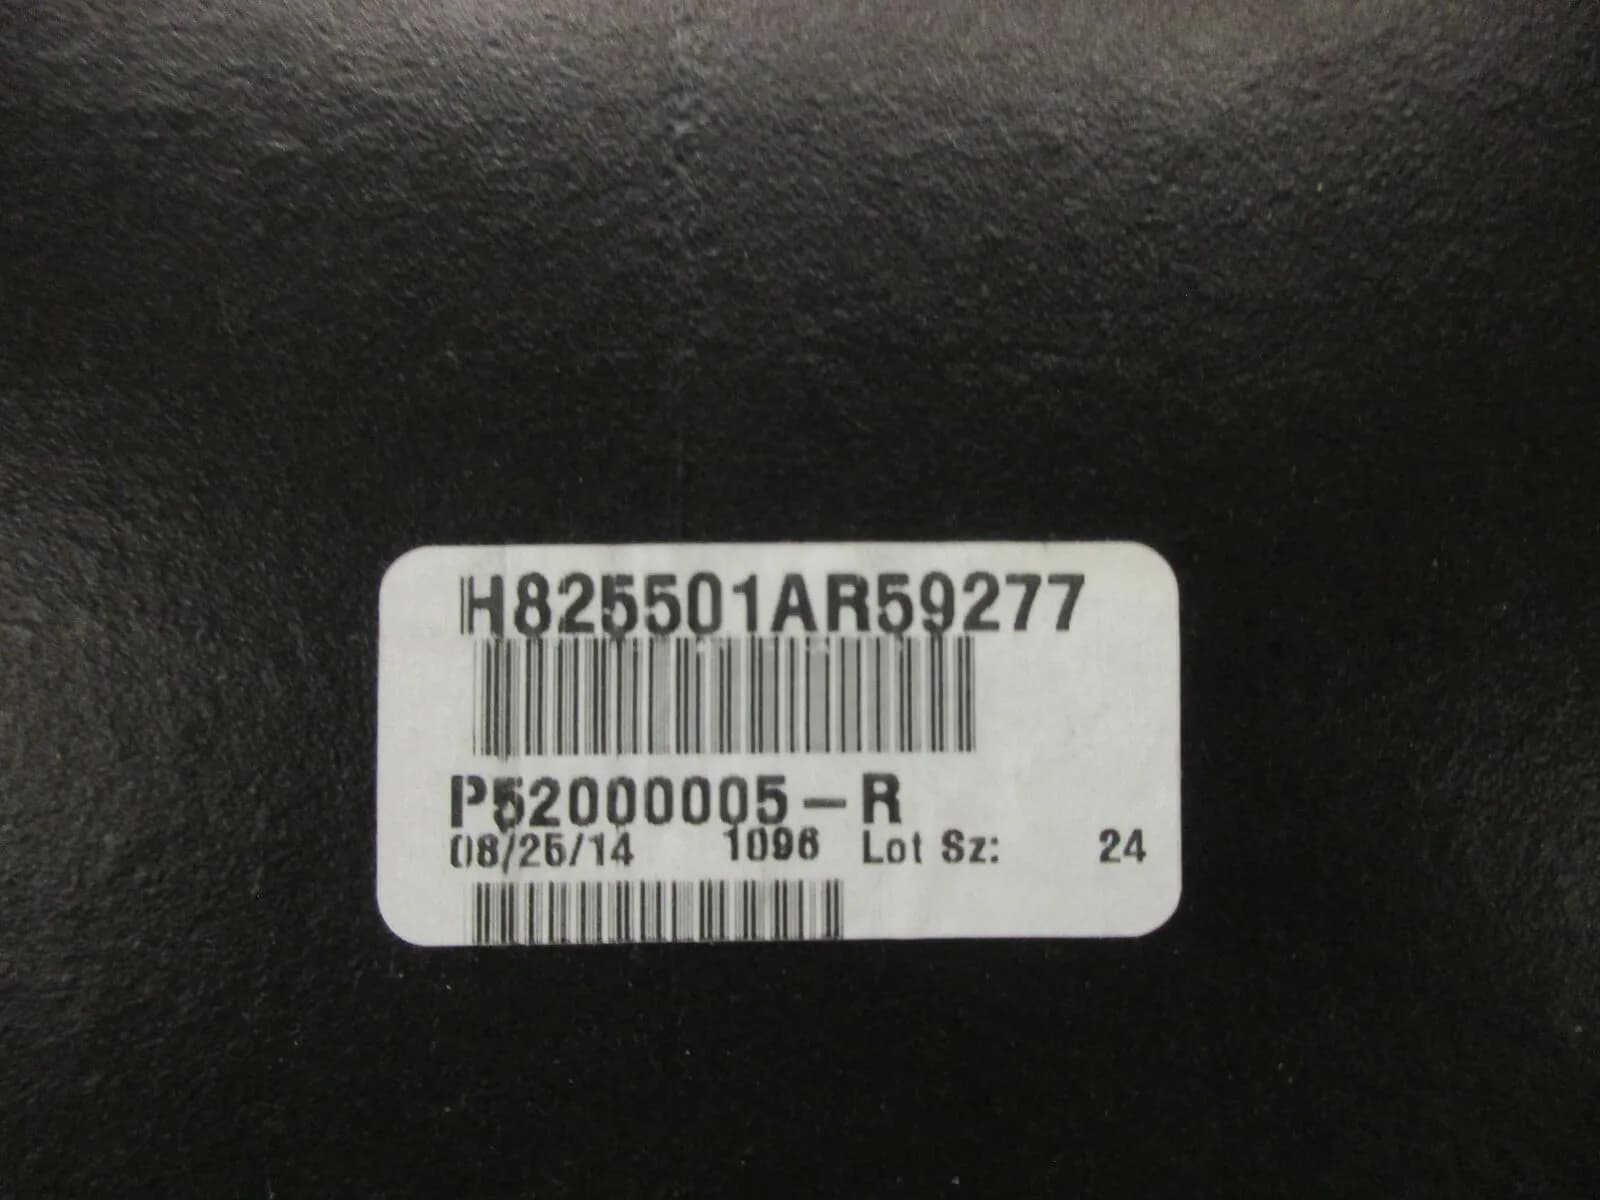 H825501AR59277
P52000005-R
08/25/14 1096 Lot Sz: 24